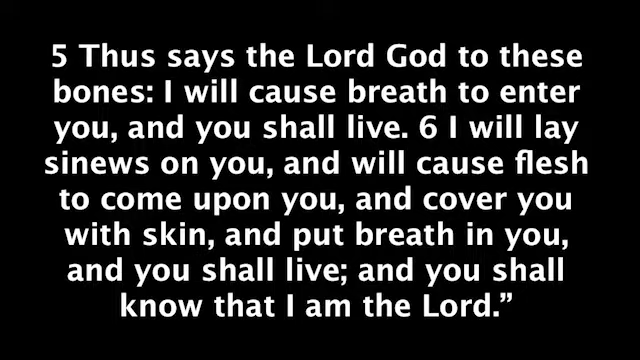 5 Thus says the Lord God to these
bones: I will cause breath to enter
you, and you shall live. 6 I will lay
sinews on you, and will cause flesh
to come upon you, and cover you
with skin, and put breath in you,
and you shall live; and you shall
know that I am the Lord.”